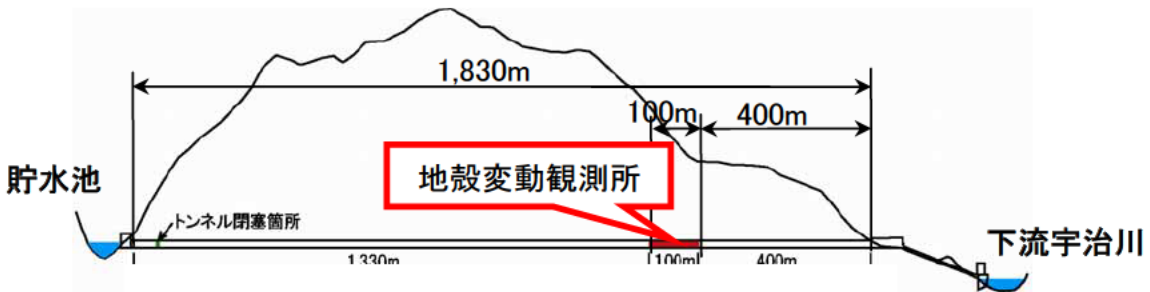 1,830m
100m
400m
地殻変動観測所
貯水池
トンネル閉塞箇所
下流宇治川
1,330m
100m
400m